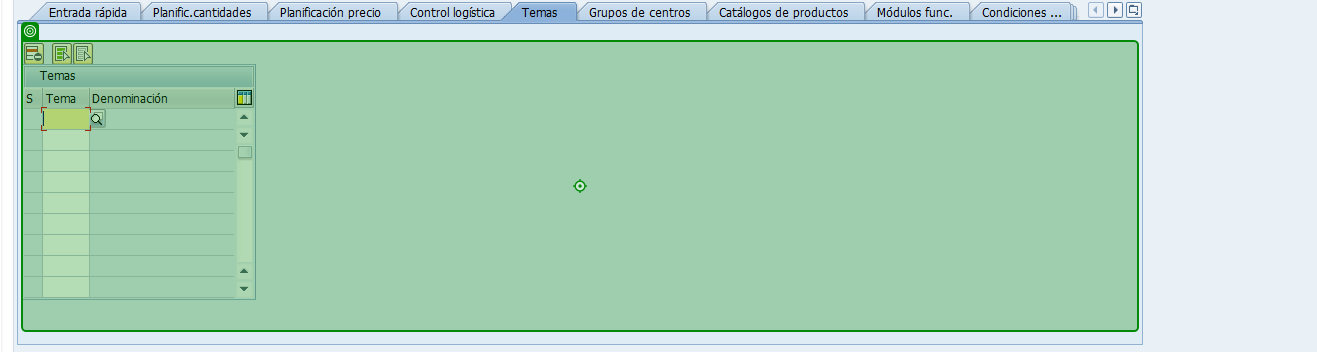 Entrada rápida Planific.cantidades Planificación precio Control logística Temas Grupos de centros Catálogos de productos Módulos func. Condiciones ...
Temas
S Tema Denominación